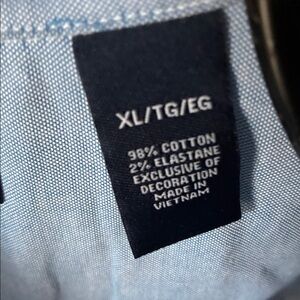 XL/TG/EG
98% COTTON
2% ELASTANE
EXCLUSIVE OF
DECORATION
MADE IN
VIETNAM